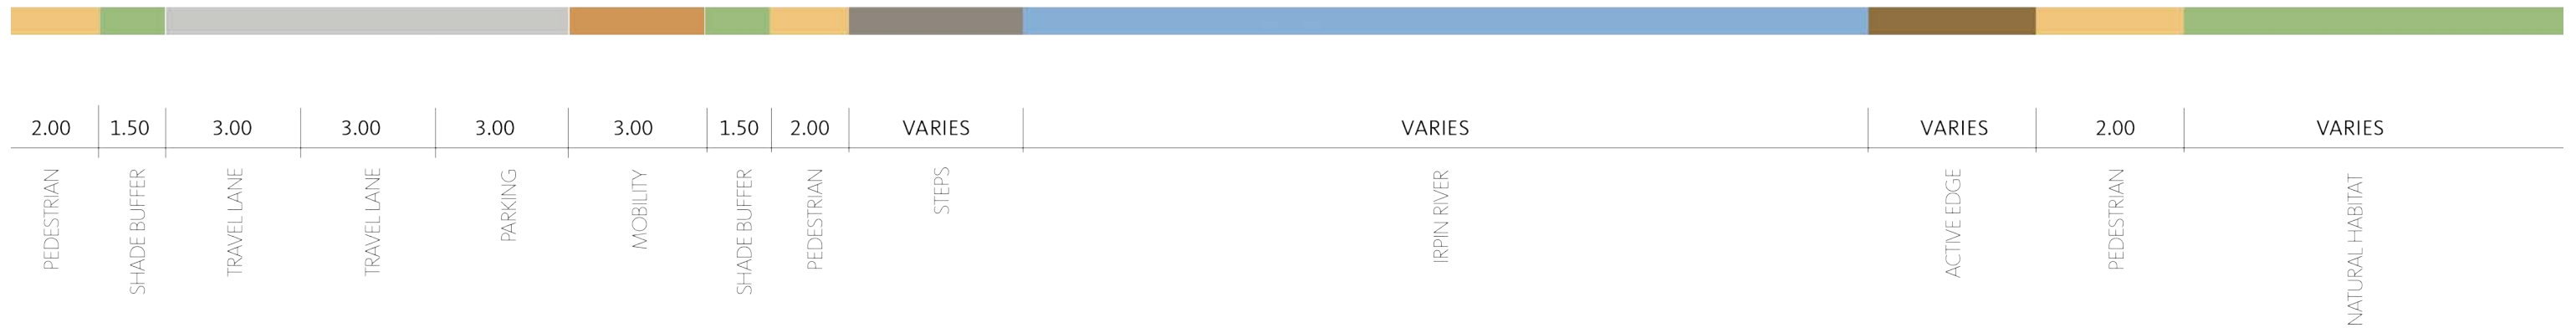 2.00 1.50 3.00 3.00 3.00 3.00 1.50 2.00 VARIES VARIES VARIES 2.00 VARIES
PEDESTRIAN
SHADE BUFFER
TRAVEL LANE
TRAVEL LANE
PARKING
MOBILITY
SHADE BUFFER
PEDESTRIAN
STEPS
IRPIN RIVER
ACTIVE EDGE
PEDESTRIAN
NATURAL HABITAT